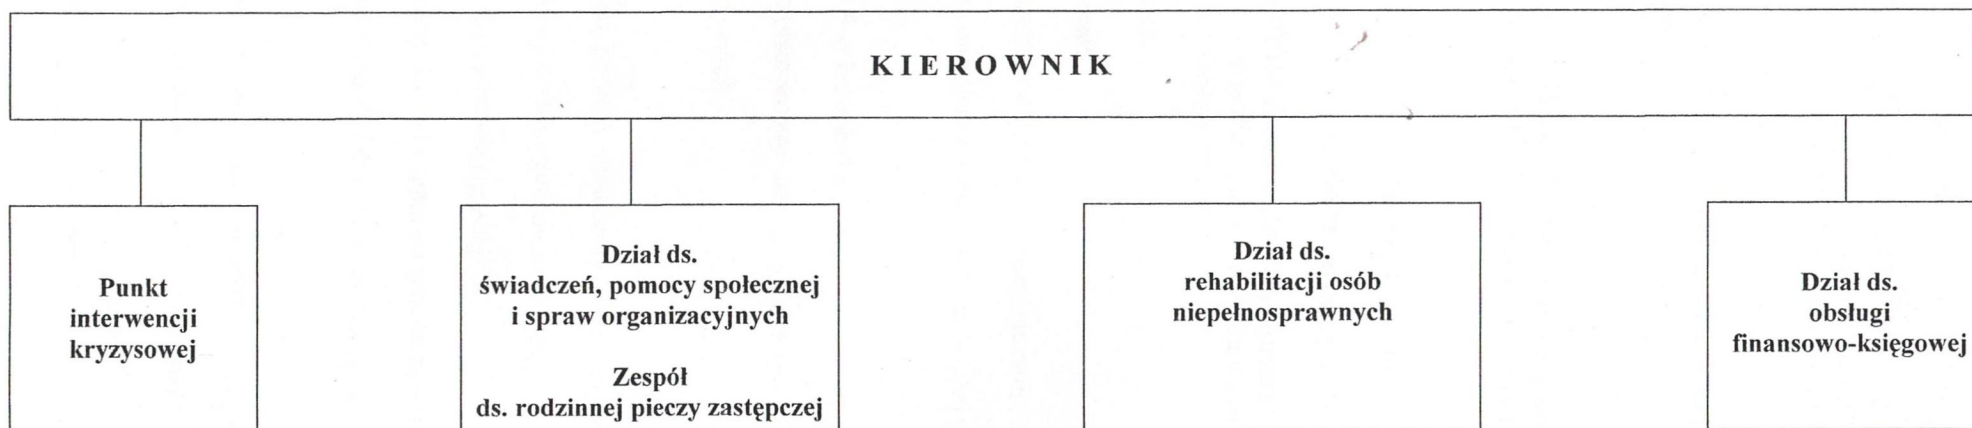 KIEROWNIK
Punkt
interwencji
kryzysowej
Dział ds.
świadczeń, pomocy społecznej
i spraw organizacyjnych
Zespół
ds. rodzinnej pieczy zastępczej
Dział ds.
rehabilitacji osób
niepełnosprawnych
Dział ds.
obsługi
finansowo-księgowej